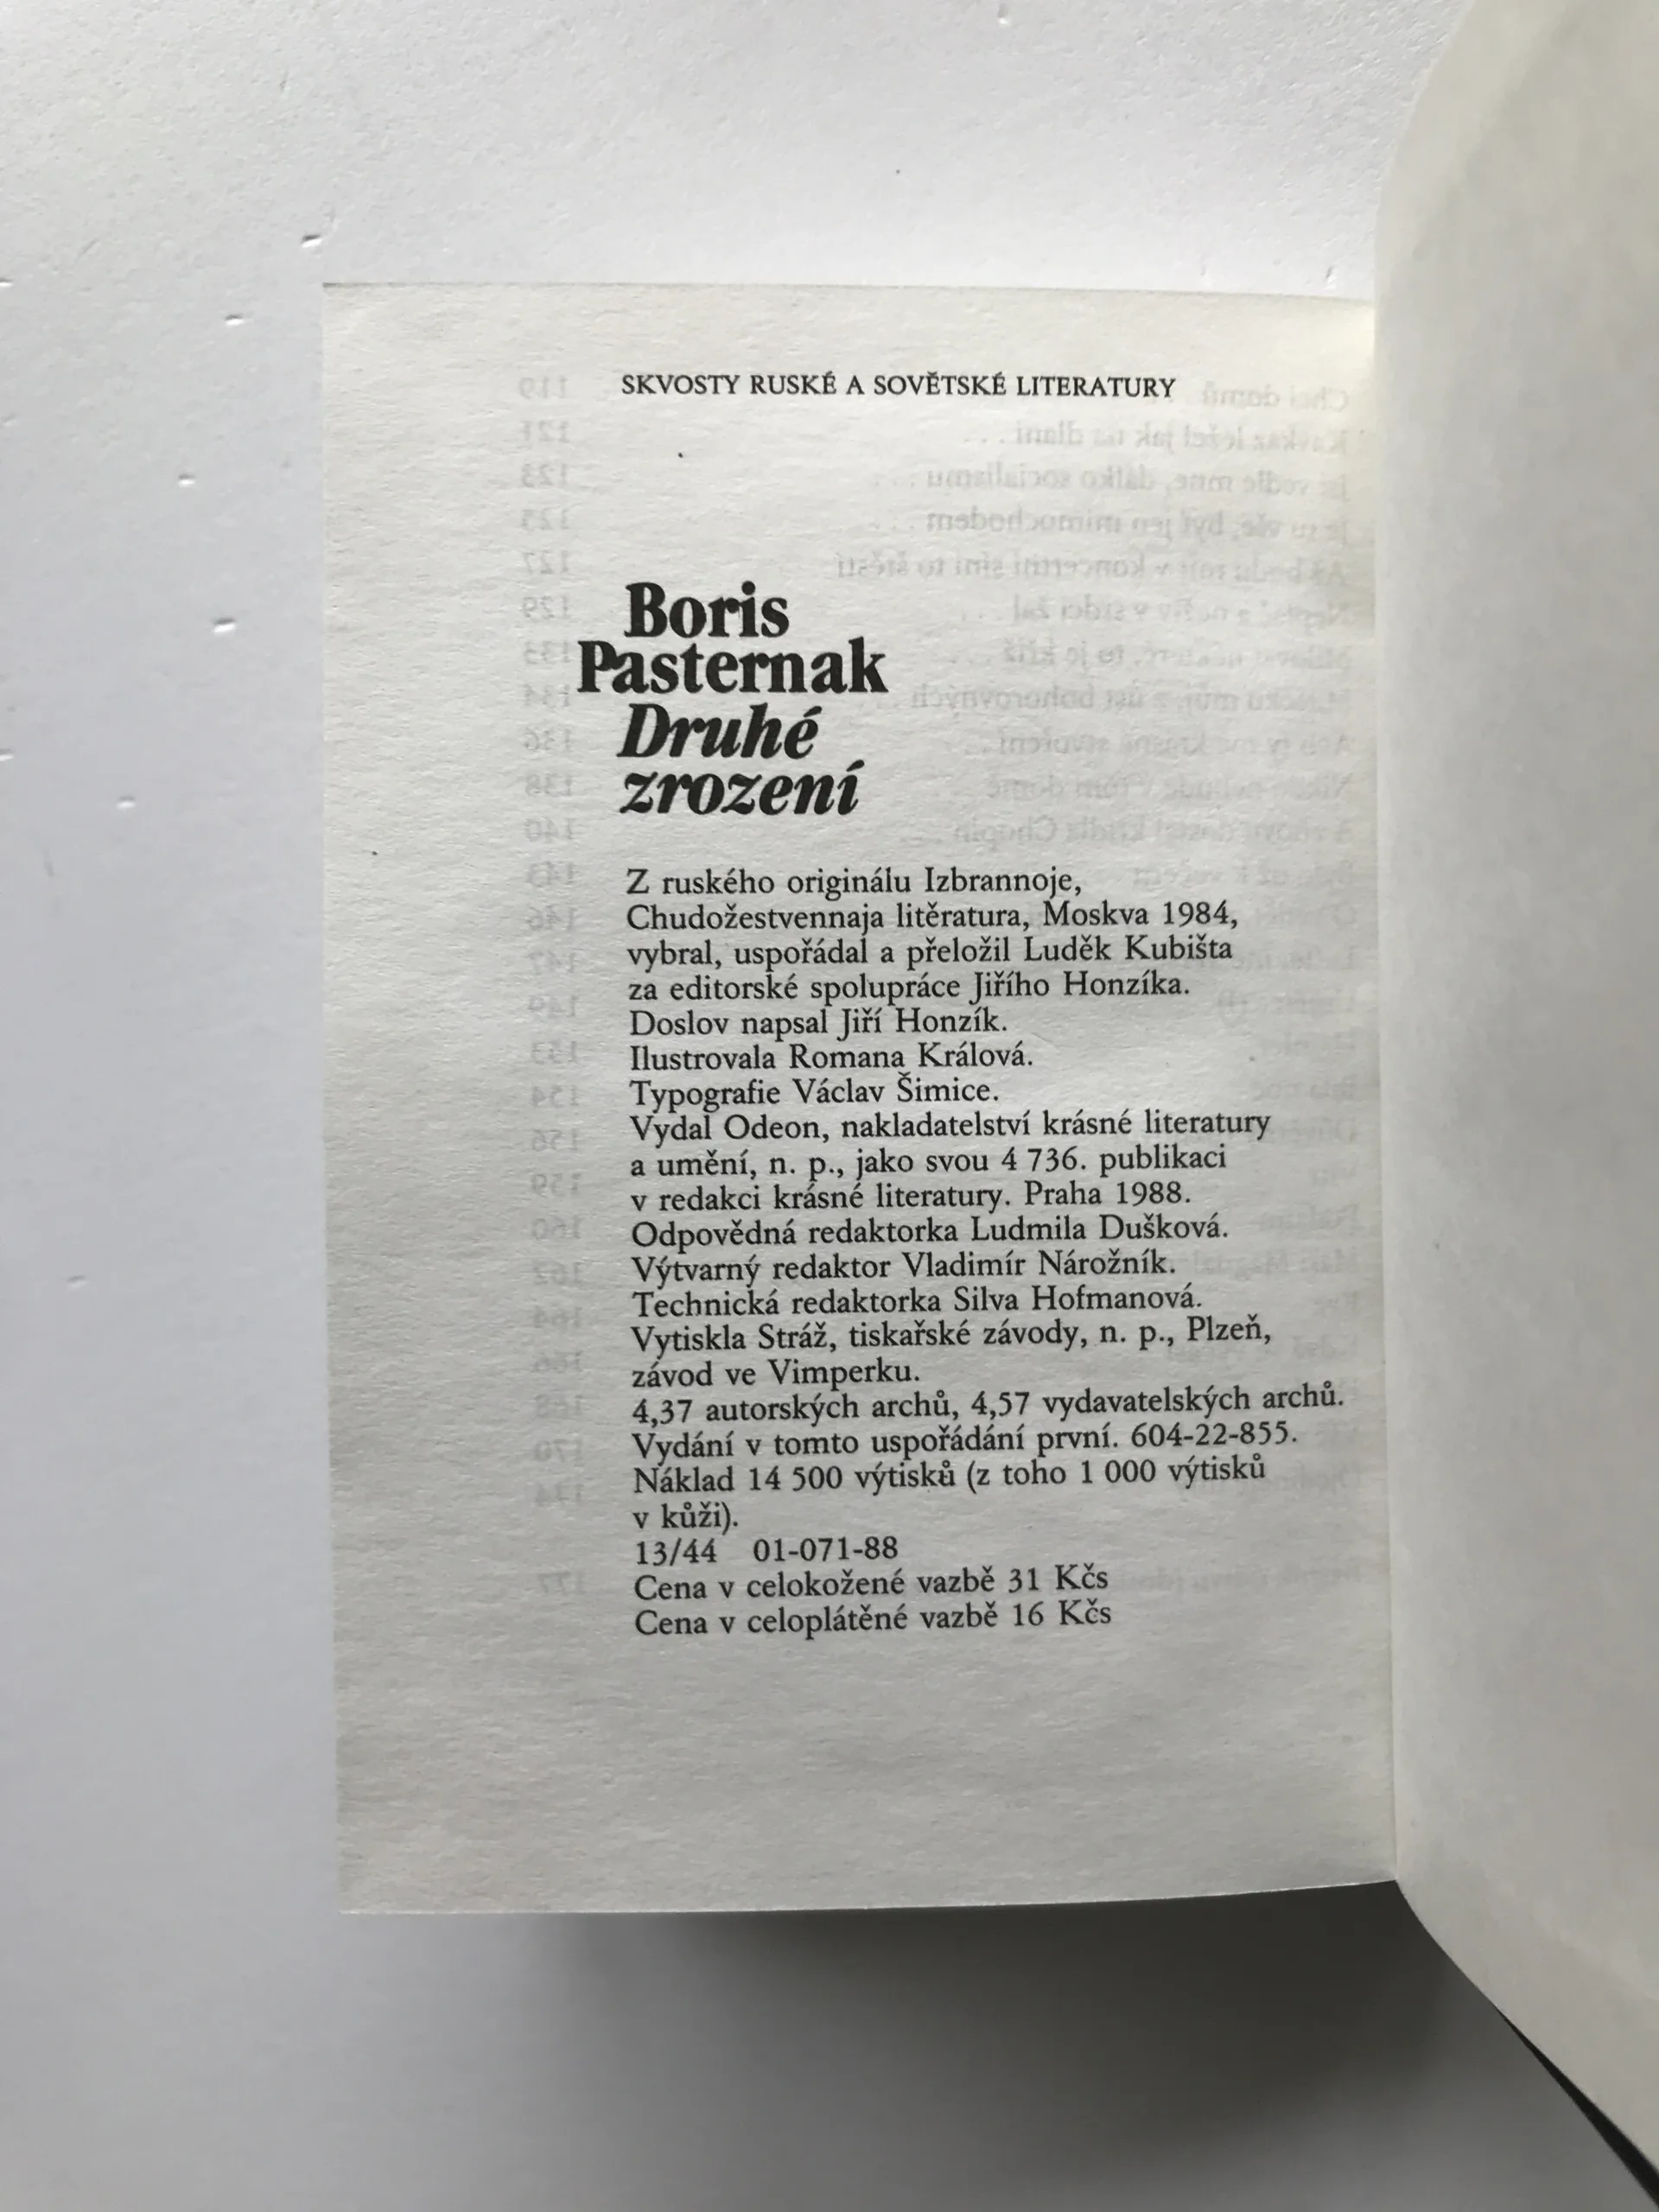 SKVOSTY RUSKÉ A SOVĚTSKÉ LITERATURY
Boris
Pasternak
Druhé
zrození
Z ruského originálu Izbrannoje,
Chudožestvennaja litěratura, Moskva 1984,
vybral, uspořádal a přeložil Luděk Kubišta
za editorské spolupráce Jiřího Honzíka.
Doslov napsal Jiří Honzík.
Ilustrovala Romana Králová.
Typografie Václav Šimice.
Vydal Odeon, nakladatelství krásné literatury
a umění, n. p., jako svou 4 736. publikaci
v redakci krásné literatury. Praha 1988.
Odpovědná redaktorka Ludmila Dušková.
Výtvarný redaktor Vladimír Nárožník.
Technická redaktorka Silva Hofmanová.
Vytiskla Stráž, tiskařské závody, n. p., Plzeň,
závod ve Vimperku.
4,37 autorských archů, 4,57 vydavatelských archů.
Vydání v tomto uspořádání první. 604-22-855.
Náklad 14 500 výtisků (z toho 1 000 výtisků
v kůži).
13/44 01-071-88
Cena v celokožené vazbě 31 Kčs
Cena v celoplátěné vazbě 16 Kčs